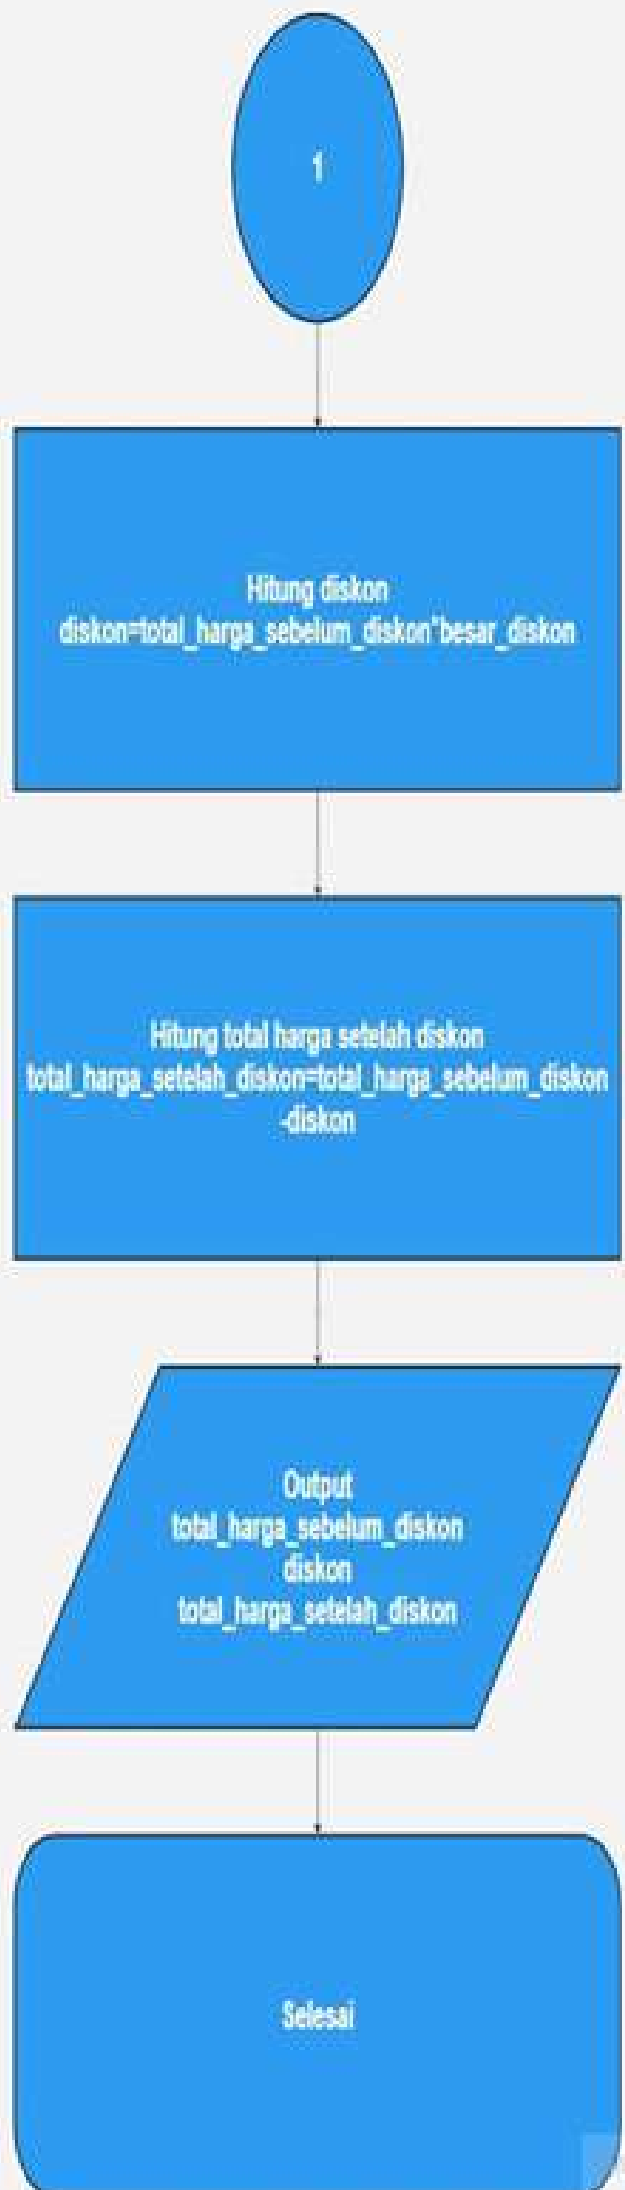 1
Hitung diskon
diskon=total_harga_sebelum_diskon*besar_diskon
Hitung total harga setelah diskon
total_harga_setelah_diskon=total_harga_sebelum_diskon
-diskon
Output
total_harga_sebelum_diskon
diskon
total_harga_setelah_diskon
Selesai